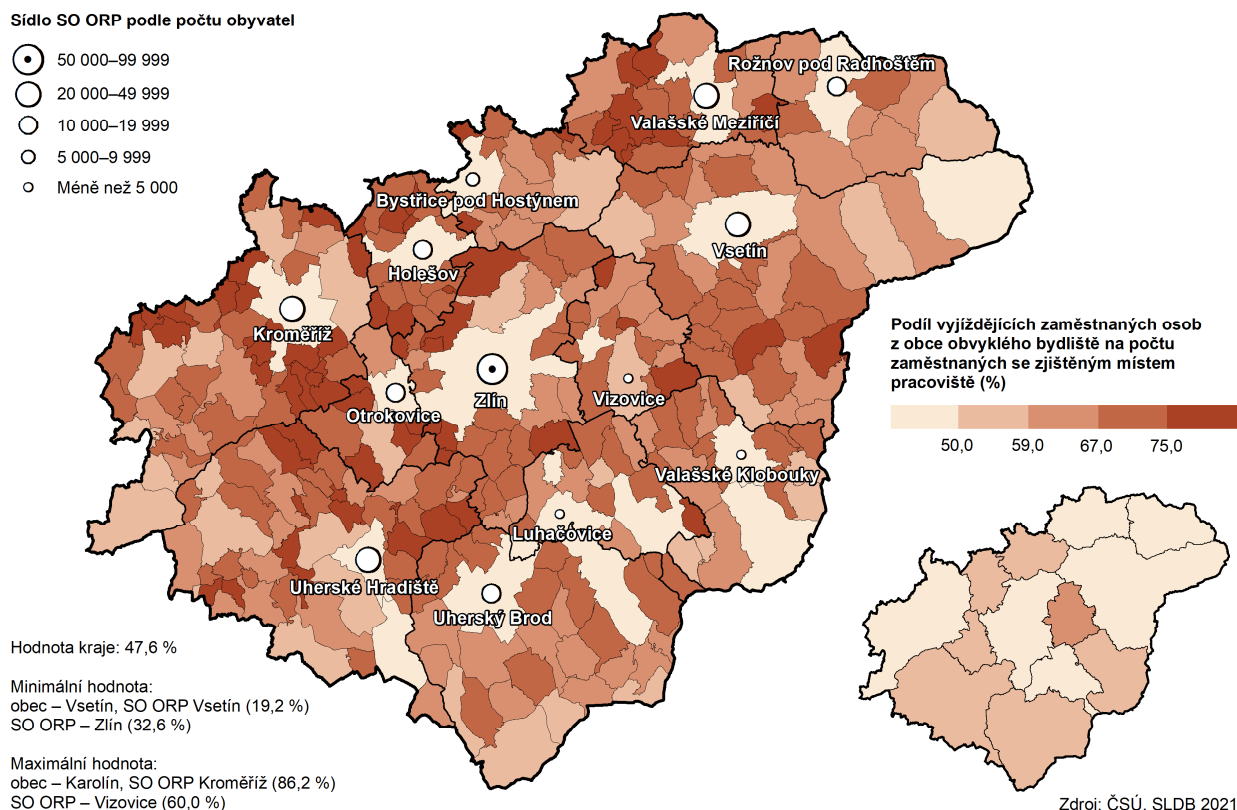 Sídlo SO ORP podle počtu obyvatel
50 000–99 999
20 000–49 999
10 000–19 999
5 000–9 999
Méně než 5 000
Rožnov pod Radhoštěm
Valašské Meziříčí
Bystřice pod Hostýnem
Vsetín
Holešov
Kroměříž
Zlín
Vizovice
Otrokovice
Valašské Klobouky
Luhačovice
Uherské Hradiště
Uherský Brod
Podíl vyjíždějících zaměstnaných osob
z obce obvyklého bydliště na počtu
zaměstnaných se zjištěným místem
pracoviště (%)
50,0 59,0 67,0 75,0
Hodnota kraje: 47,6 %
Minimální hodnota:
obec – Vsetín, SO ORP Vsetín (19,2 %)
SO ORP – Zlín (32,6 %)
Maximální hodnota:
obec – Karolín, SO ORP Kroměříž (86,2 %)
SO ORP – Vizovice (60,0 %)
Zdroj: ČSÚ, SLDB 2021